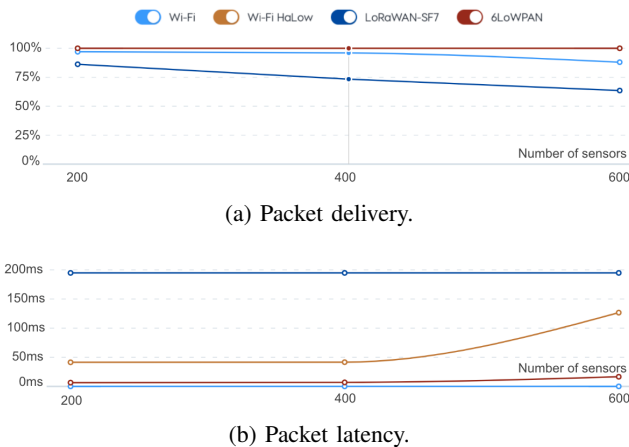 Wi-Fi Wi-Fi HaLow LoRaWAN-SF7 6LoWPAN
100%
75%
50%
25%
0%
Number of sensors
200 400 600
(a) Packet delivery.
200ms
150ms
100ms
50ms
Number of sensors
0ms
200 400 600
(b) Packet latency.